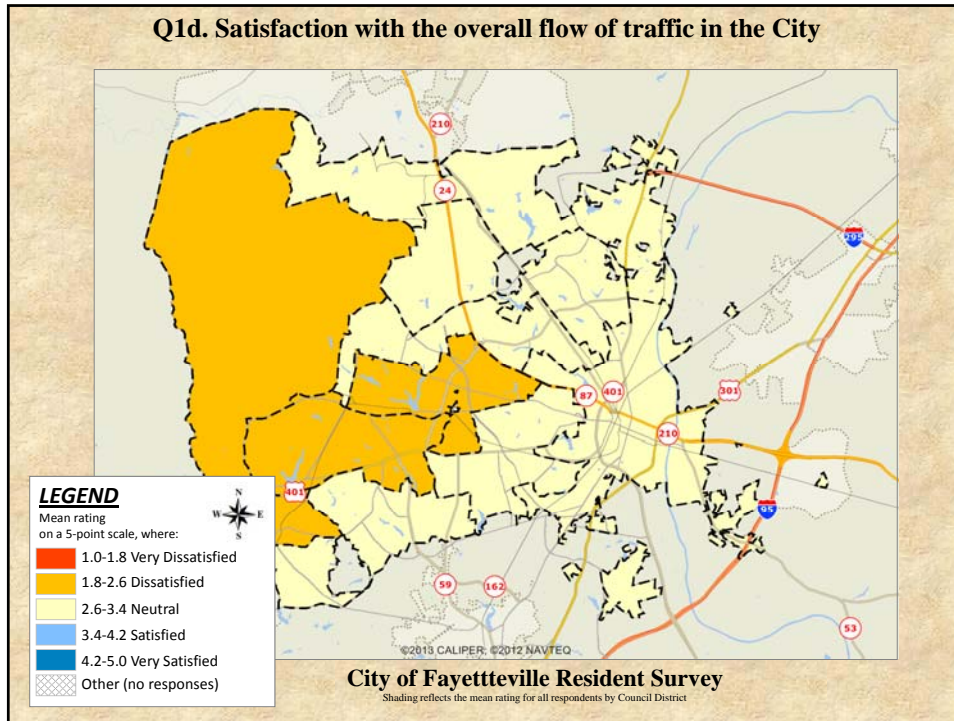 Q1d. Satisfaction with the overall flow of traffic in the City
210
24
295
87
401
301
210
401
95
59
162
53
LEGEND
Mean rating
on a 5-point scale, where:
1.0-1.8 Very Dissatisfied
1.8-2.6 Dissatisfied
2.6-3.4 Neutral
3.4-4.2 Satisfied
4.2-5.0 Very Satisfied
Other (no responses)
N
W E
S
©2013 CALIPER; ©2012 NAVTEQ
City of Fayettteville Resident Survey
Shading reflects the mean rating for all respondents by Council District